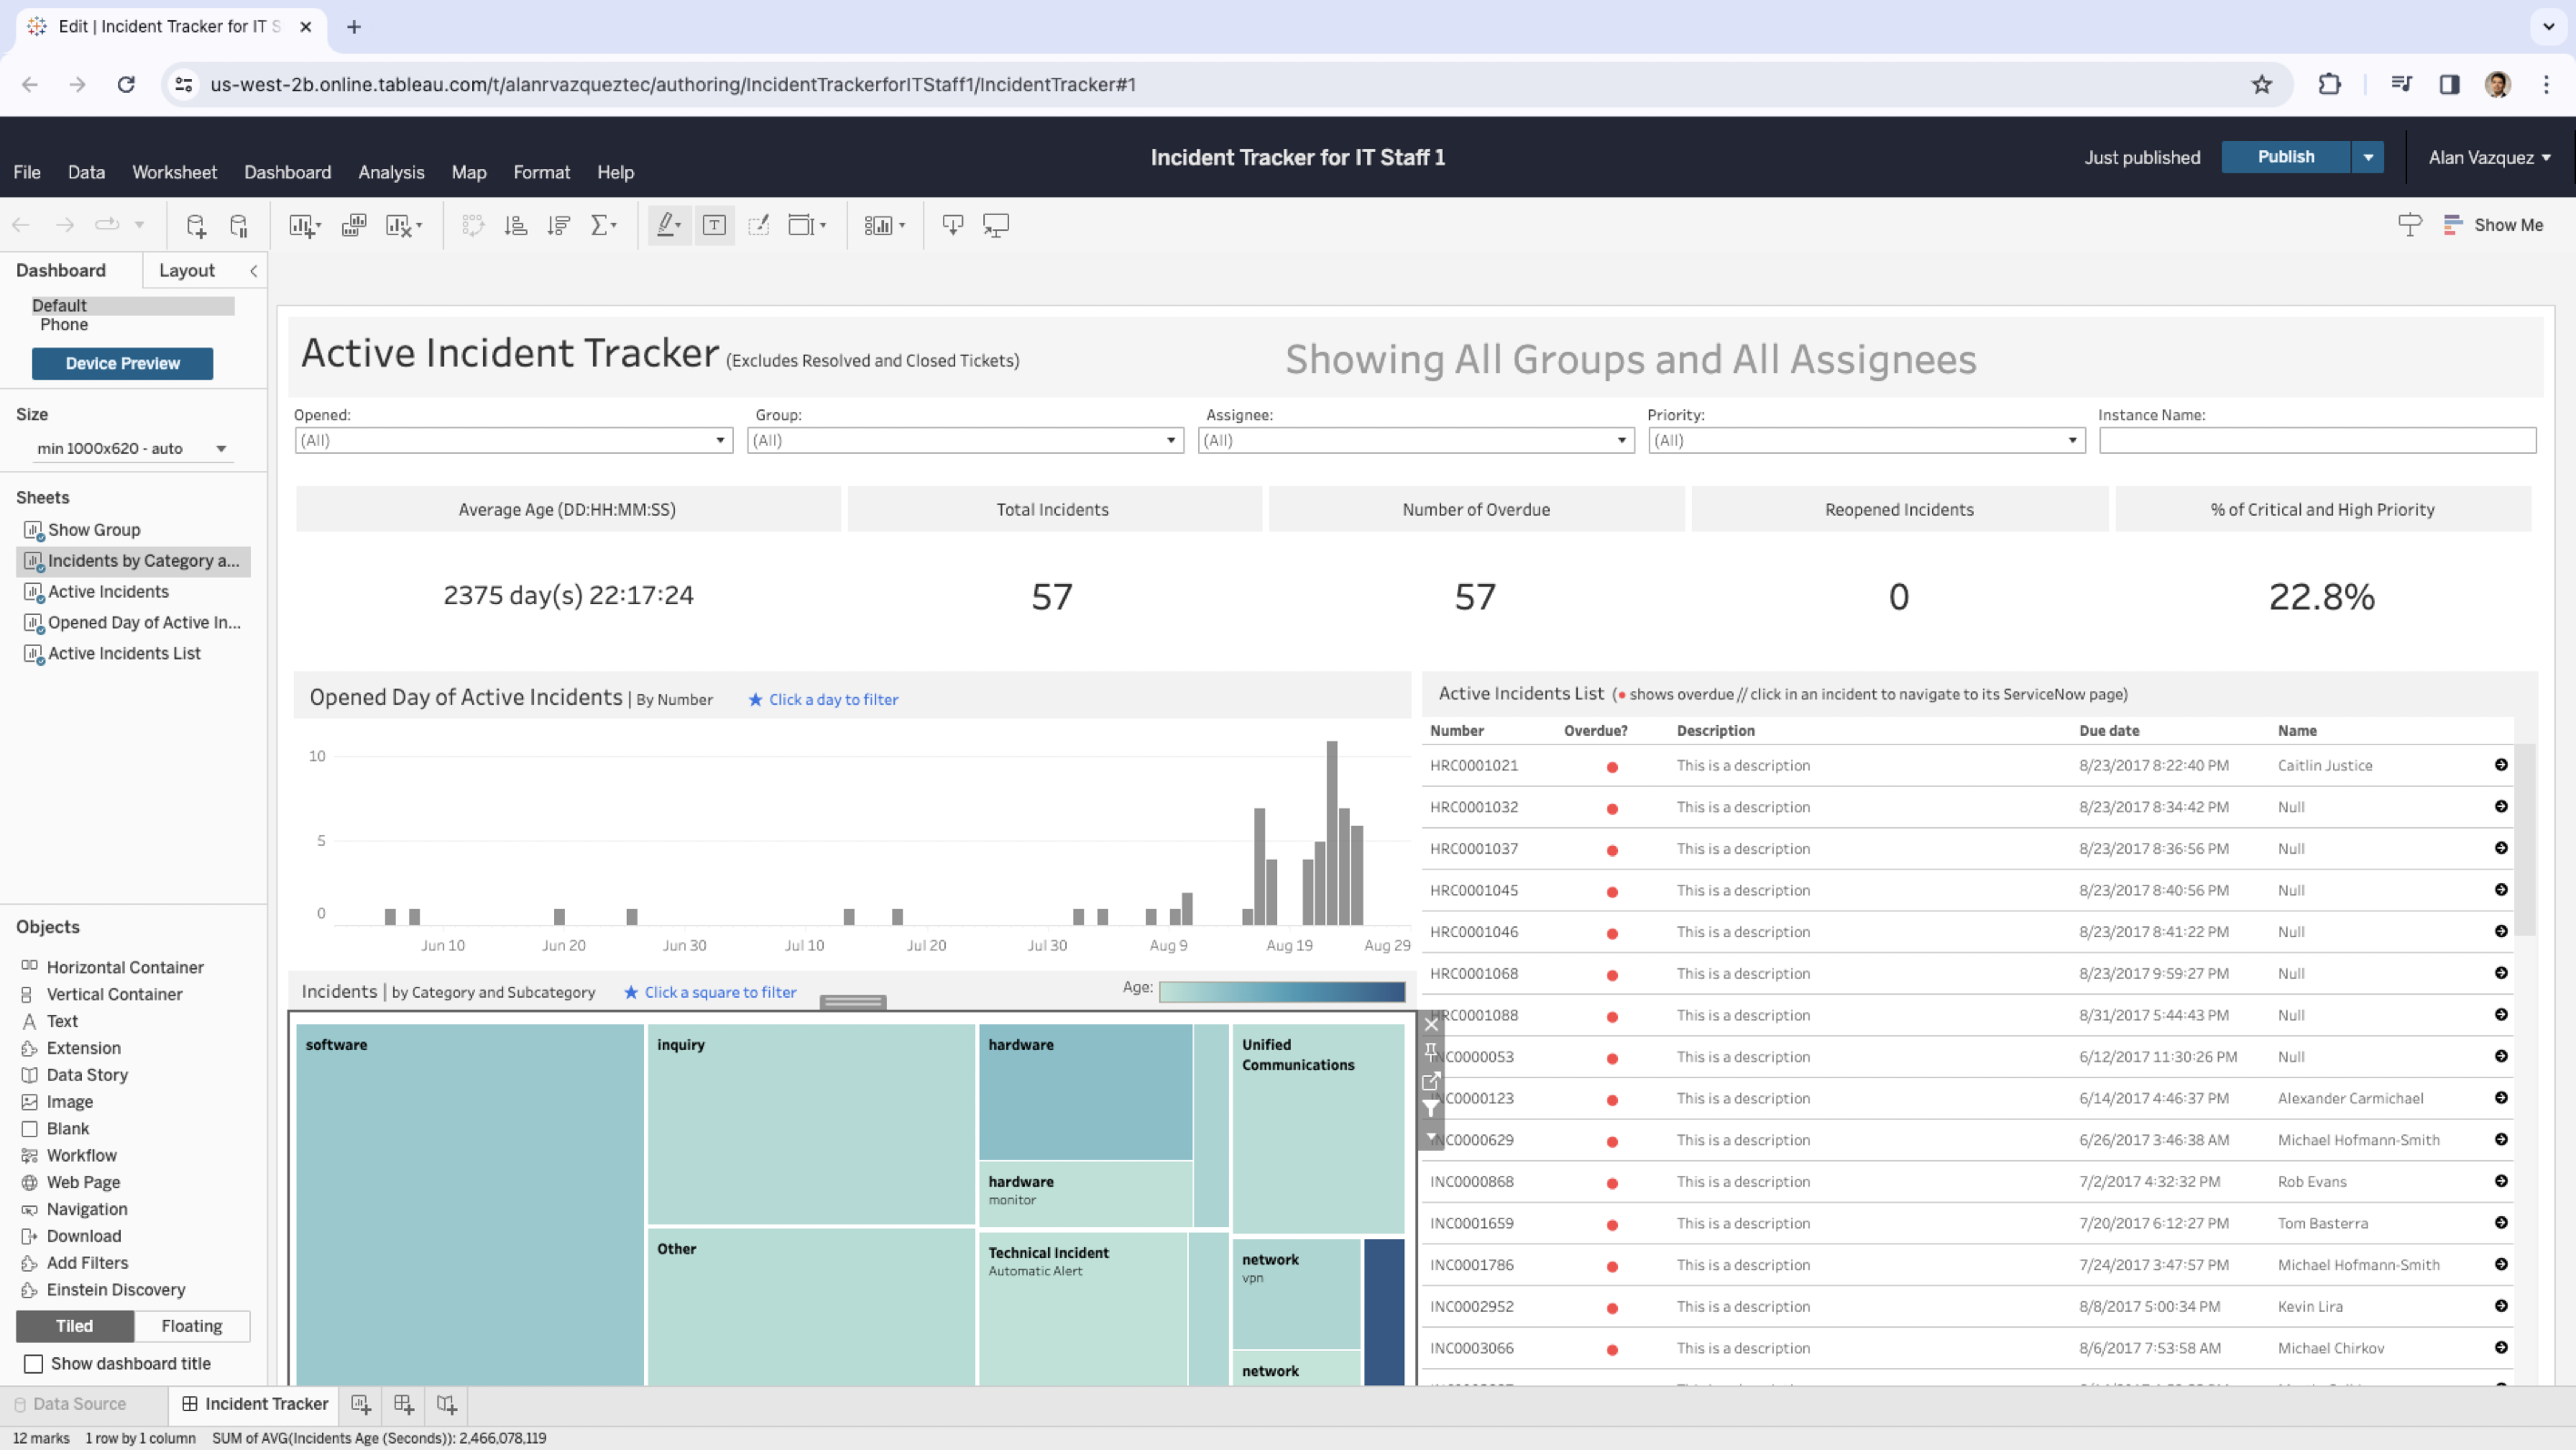 Edit | Incident Tracker for IT S
us-west-2b.online.tableau.com/t/alanrvazqueztec/authoring/IncidentTrackerforITStaff1/IncidentTracker#1
File Data Worksheet Dashboard Analysis Map Format Help
Incident Tracker for IT Staff 1
Just published Publish Alan Vazquez
Show Me
Dashboard Layout
Default
Phone
Device Preview
Size
min 1000x620 - auto
Sheets
Show Group
Incidents by Category a...
Active Incidents
Opened Day of Active In...
Active Incidents List
Objects
Horizontal Container
Vertical Container
Text
Extension
Data Story
Image
Blank
Workflow
Web Page
Navigation
Download
Add Filters
Einstein Discovery
Tiled Floating
Show dashboard title
Active Incident Tracker (Excludes Resolved and Closed Tickets)
Showing All Groups and All Assignees
Opened: Group: Assignee: Priority: Instance Name:
(All) (All) (All) (All)
Average Age (DD:HH:MM:SS) Total Incidents Number of Overdue Reopened Incidents % of Critical and High Priority
2375 day(s) 22:17:24 57 57 0 22.8%
Opened Day of Active Incidents | By Number ★ Click a day to filter
10
5
0
Jun 10 Jun 20 Jun 30 Jul 10 Jul 20 Jul 30 Aug 9 Aug 19 Aug 29
Incidents | by Category and Subcategory ★ Click a square to filter
Age:
software
inquiry
Other
hardware
hardware
monitor
Technical Incident
Automatic Alert
Unified
Communications
network
vpn
network
Active Incidents List (● shows overdue // click in an incident to navigate to its ServiceNow page)
Number Overdue? Description Due date Name
HRC0001021 This is a description 8/23/2017 8:22:40 PM Caitlin Justice
HRC0001032 This is a description 8/23/2017 8:34:42 PM Null
HRC0001037 This is a description 8/23/2017 8:36:56 PM Null
HRC0001045 This is a description 8/23/2017 8:40:56 PM Null
HRC0001046 This is a description 8/23/2017 8:41:22 PM Null
HRC0001068 This is a description 8/23/2017 9:59:27 PM Null
HRC0001088 This is a description 8/31/2017 5:44:43 PM Null
NC0000053 This is a description 6/12/2017 11:30:26 PM Null
NC0000123 This is a description 6/14/2017 4:46:37 PM Alexander Carmichael
NC0000629 This is a description 6/26/2017 3:46:38 AM Michael Hofmann-Smith
INC0000868 This is a description 7/2/2017 4:32:32 PM Rob Evans
INC0001659 This is a description 7/20/2017 6:12:27 PM Tom Basterra
INC0001786 This is a description 7/24/2017 3:47:57 PM Michael Hofmann-Smith
INC0002952 This is a description 8/8/2017 5:00:34 PM Kevin Lira
INC0003066 This is a description 8/6/2017 7:53:58 AM Michael Chirkov
Data Source Incident Tracker
12 marks 1 row by 1 column SUM of AVG(Incidents Age (Seconds)): 2,466,078,119